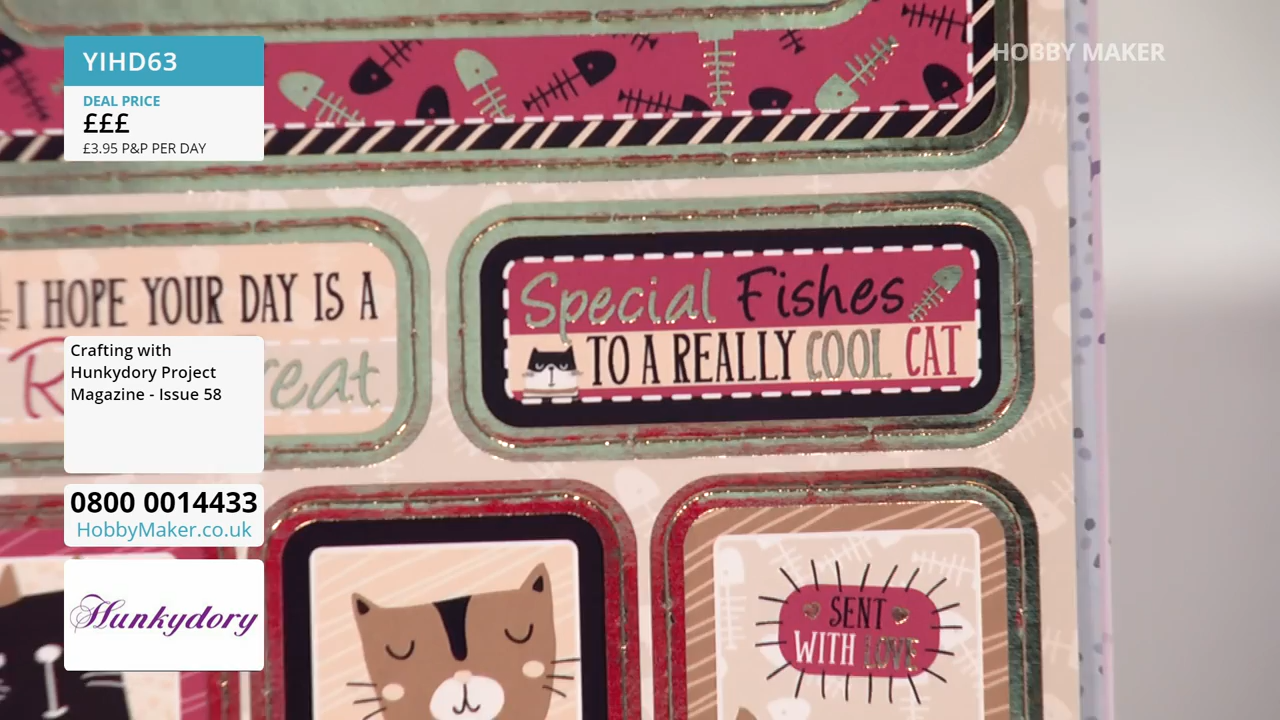 YIHD63
DEAL PRICE
£££
£3.95 P&P PER DAY
HOBBY MAKER
I HOPE YOUR DAY IS A
Special Fishes
TO A REALLY COOL CAT
Crafting with
Hunkydory Project
Magazine - Issue 58
0800 0014433
HobbyMaker.co.uk
Hunkydory
SENT
WITH LOVE